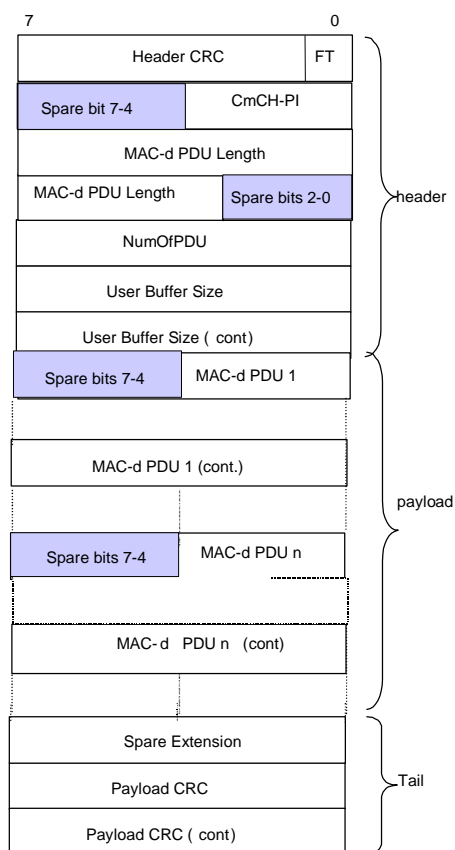 7 0
Header CRC FT
Spare bit 7-4 CmCH-PI
MAC-d PDU Length
MAC-d PDU Length Spare bits 2-0
header
NumOfPDU
User Buffer Size
User Buffer Size ( cont)
Spare bits 7-4 MAC-d PDU 1
MAC-d PDU 1 (cont.)
payload
Spare bits 7-4 MAC-d PDU n
MAC- d PDU n (cont)
Spare Extension
Payload CRC
Tail
Payload CRC ( cont)